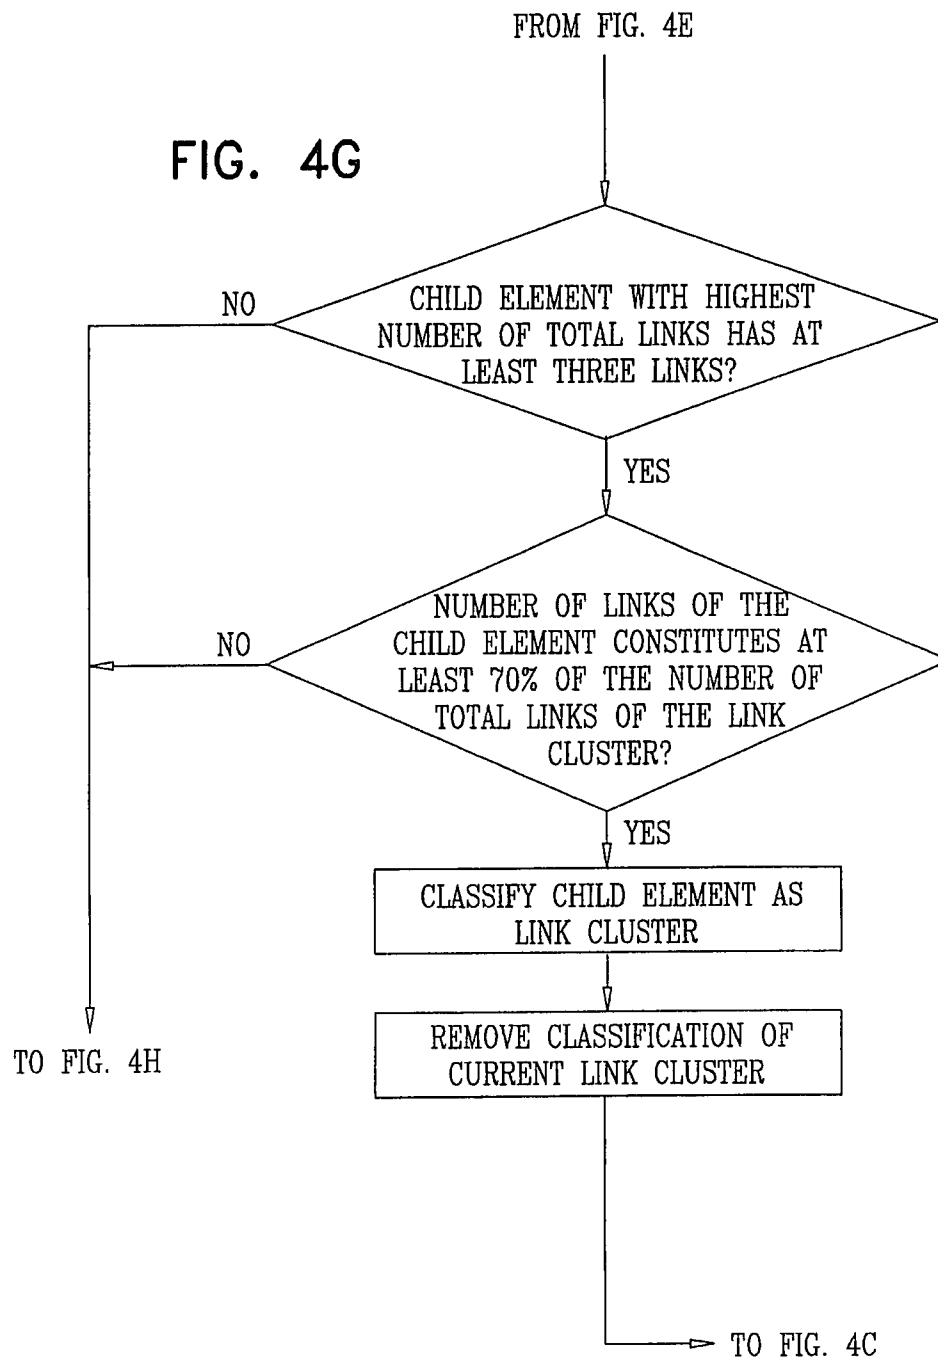 FROM FIG. 4E
FIG. 4G
NO
CHILD ELEMENT WITH HIGHEST
NUMBER OF TOTAL LINKS HAS AT
LEAST THREE LINKS?
YES
NO
NUMBER OF LINKS OF THE
CHILD ELEMENT CONSTITUTES AT
LEAST 70% OF THE NUMBER OF
TOTAL LINKS OF THE LINK
CLUSTER?
YES
CLASSIFY CHILD ELEMENT AS
LINK CLUSTER
REMOVE CLASSIFICATION OF
CURRENT LINK CLUSTER
TO FIG. 4H
TO FIG. 4C